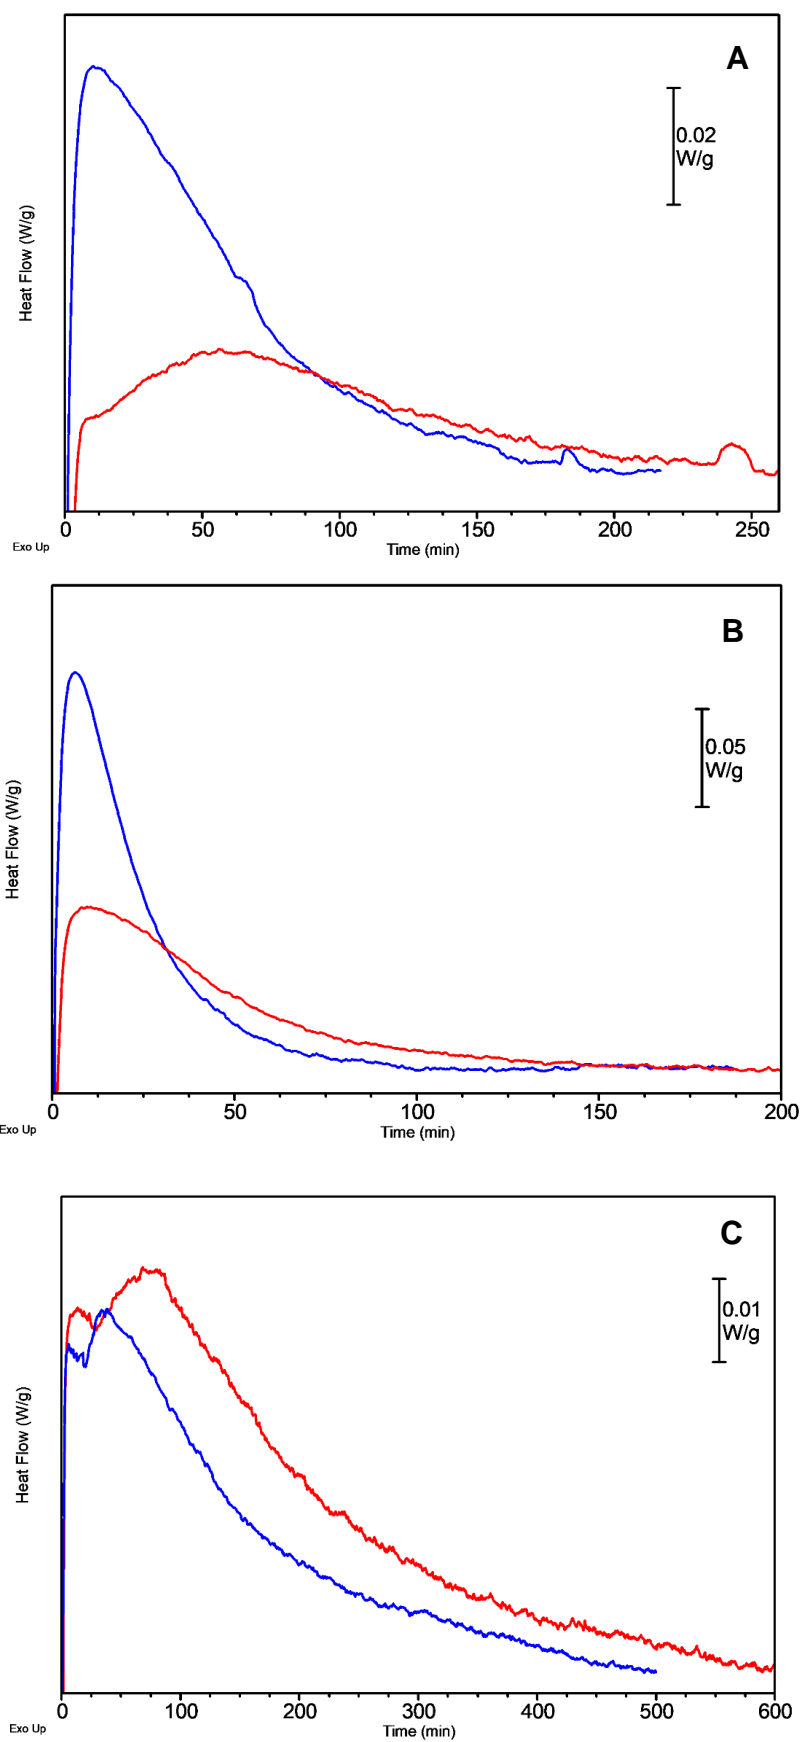 A
0.02
W/g
Heat Flow (W/g)
0 50 100 150 200 250
Exo Up
Time (min)
B
0.05
W/g
Heat Flow (W/g)
0 50 100 150 200
Exo Up
Time (min)
C
0.01
W/g
Heat Flow (W/g)
0 100 200 300 400 500 600
Exo Up
Time (min)